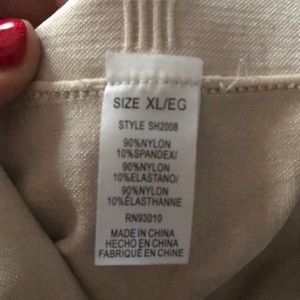 SIZE XL/EG
STYLE SH2008
90%NYLON
10%SPANDEX/
90%NYLON
10%ELASTANO/
90%NYLON
10%ELASTHANNE
RN93010
MADE IN CHINA
HECHO EN CHINA
FABRIQUÉ EN CHINE